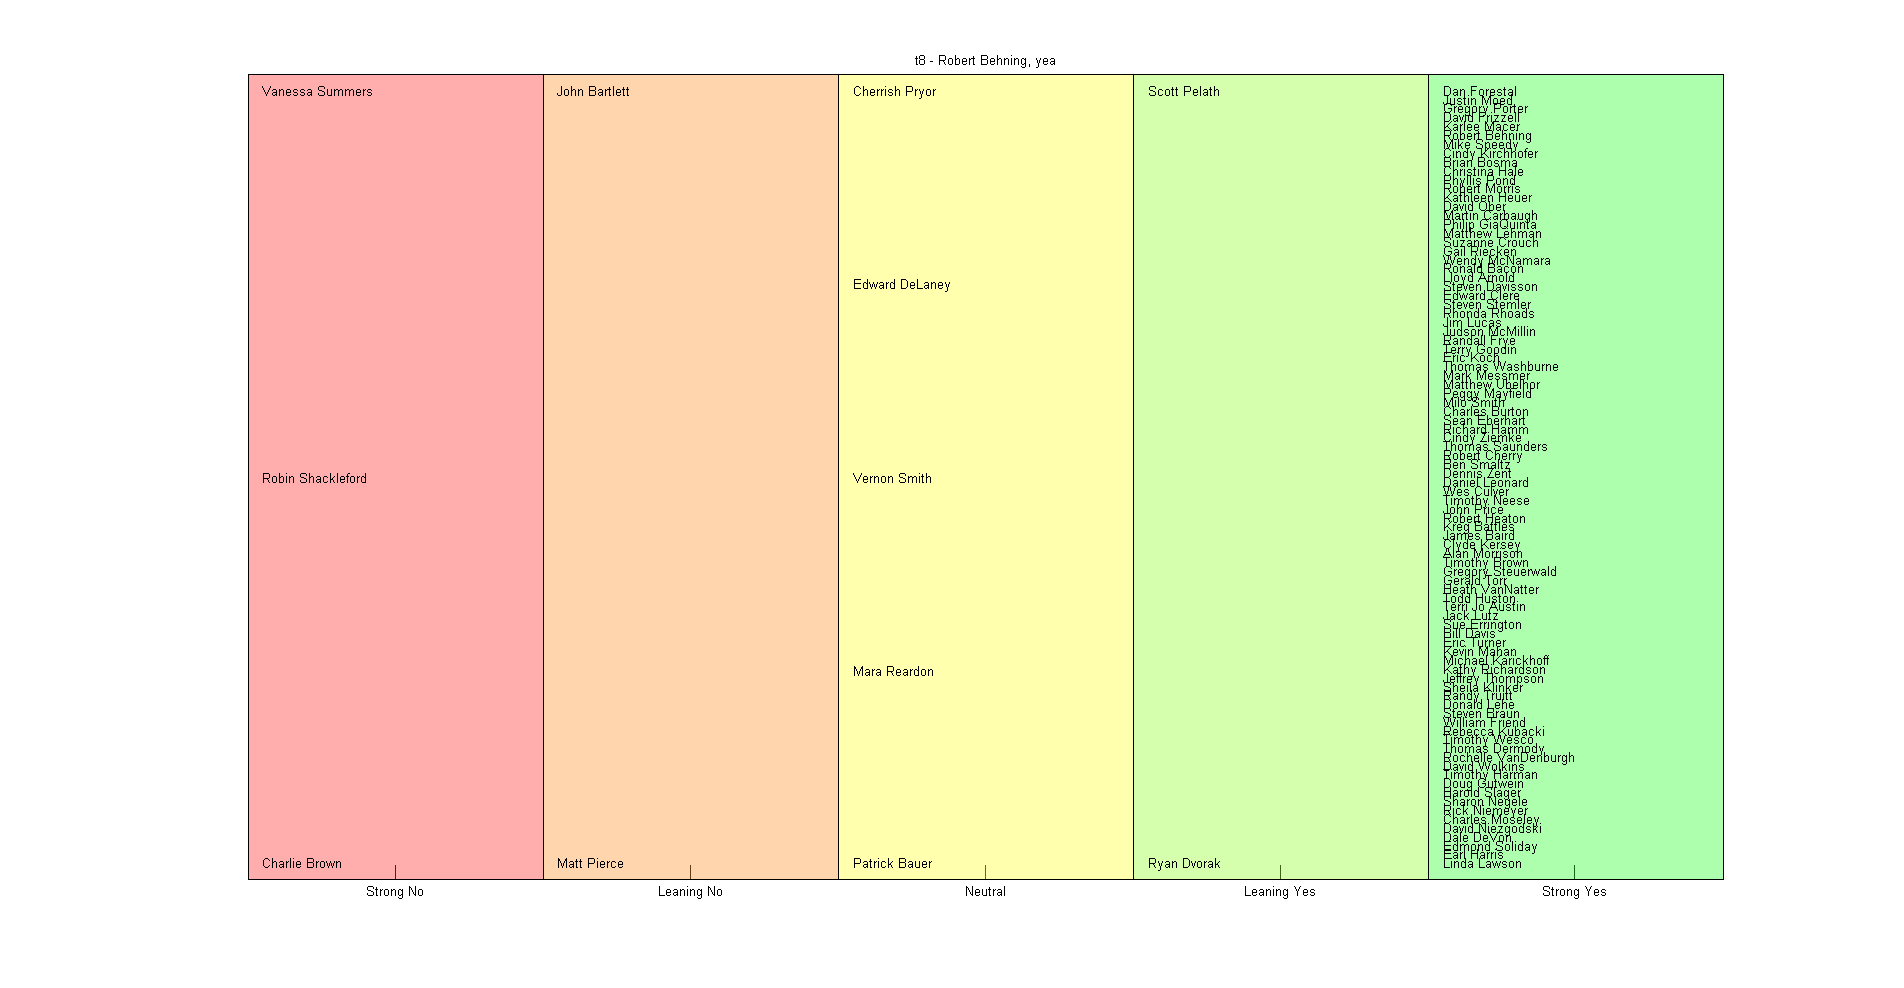 t8 - Robert Behning, yea
Vanessa Summers
Robin Shackleford
Charlie Brown
John Bartlett
Matt Pierce
Cherrish Pryor
Edward DeLaney
Vernon Smith
Mara Reardon
Patrick Bauer
Scott Pelath
Ryan Dvorak
Dan Forestal
Justin Moed
Gregory Porter
David Frizzell
Karlee Macer
Robert Behning
Mike Speedy
Cindy Kirchhofer
Brian Bosma
Christina Hale
Phyllis Pond
Robert Morris
Kathleen Heuer
David Ober
Martin Carbaugh
Philip GiaQuinta
Matthew Lehman
Suzanne Crouch
Gail Riecken
Wendy McNamara
Ronald Bacon
Lloyd Arnold
Steven Davisson
Edward Clere
Steven Stemler
Rhonda Rhoads
Jim Lucas
Judson McMillin
Randall Frye
Terry Goodin
Eric Koch
Thomas Washburne
Mark Messmer
Matthew Ubelhor
Peggy Mayfield
Milo Smith
Charles Burton
Sean Eberhart
Richard Hamm
Cindy Ziemke
Thomas Saunders
Robert Cherry
Ben Smaltz
Dennis Zent
Daniel Leonard
Wes Culver
Timothy Neese
John Price
Robert Heaton
Kreg Battles
James Baird
Clyde Kersey
Alan Morrison
Timothy Brown
Gregory Steuerwald
Gerald Torr
Heath VanNatter
Todd Huston
Terri Jo Austin
Jack Lutz
Sue Errington
Bill Davis
Eric Turner
Kevin Mahan
Michael Karickhoff
Kathy Richardson
Jeffrey Thompson
Sheila Klinker
Randy Truitt
Donald Lehe
Steven Braun
William Friend
Rebecca Kubacki
Timothy Wesco
Thomas Dermody
Rochelle VanDenburgh
David Wolkins
Timothy Harman
Doug Gutwein
Harold Slager
Sharon Negele
Rick Niemeyer
Charles Moseley
David Niezgodski
Dale DeVon
Edmond Soliday
Earl Harris
Linda Lawson
Strong No
Leaning No
Neutral
Leaning Yes
Strong Yes